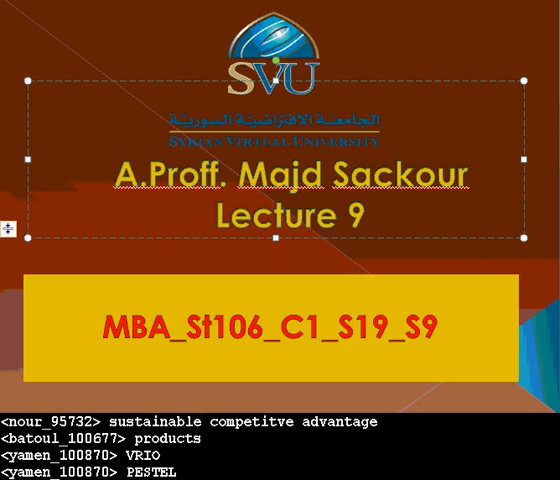 SVU
الجامعة الافتراضية السورية
SYRIAN VIRTUAL UNIVERSITY
A.Proff. Majd Sackour
Lecture 9
MBA_St106_C1_S19_S9
<nour_95732> sustainable competitve advantage
<batoul_100677> products
<yamen_100870> VRIO
<yamen_100870> PESTEL